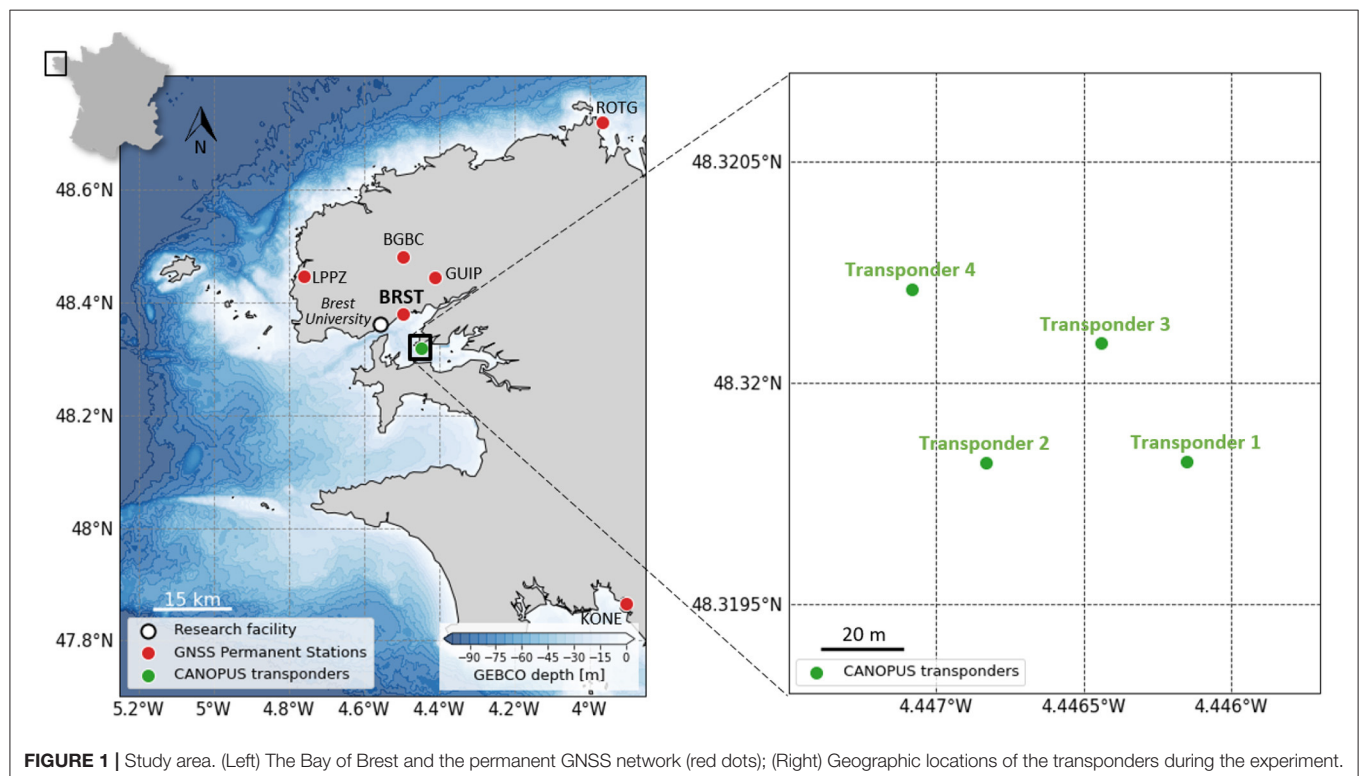 ROTG
N
48.6°N
BGBC
LPPZ
GUIP
48.4°N
BRST
Brest
University
48.2°N
48°N
15 km
KONE
47.8°N
Research facility
GNSS Permanent Stations
CANOPUS transponders
−90 −75 −60 −45 −30 −15 0
GEBCO depth [m]
5.2°W 5°W 4.8°W 4.6°W 4.4°W 4.2°W 4°W
48.3205°N
Transponder 4
Transponder 3
48.32°N
Transponder 2
Transponder 1
48.3195°N
20 m
CANOPUS transponders
4.447°W 4.4465°W 4.446°W
FIGURE 1 | Study area. (Left) The Bay of Brest and the permanent GNSS network (red dots); (Right) Geographic locations of the transponders during the experiment.